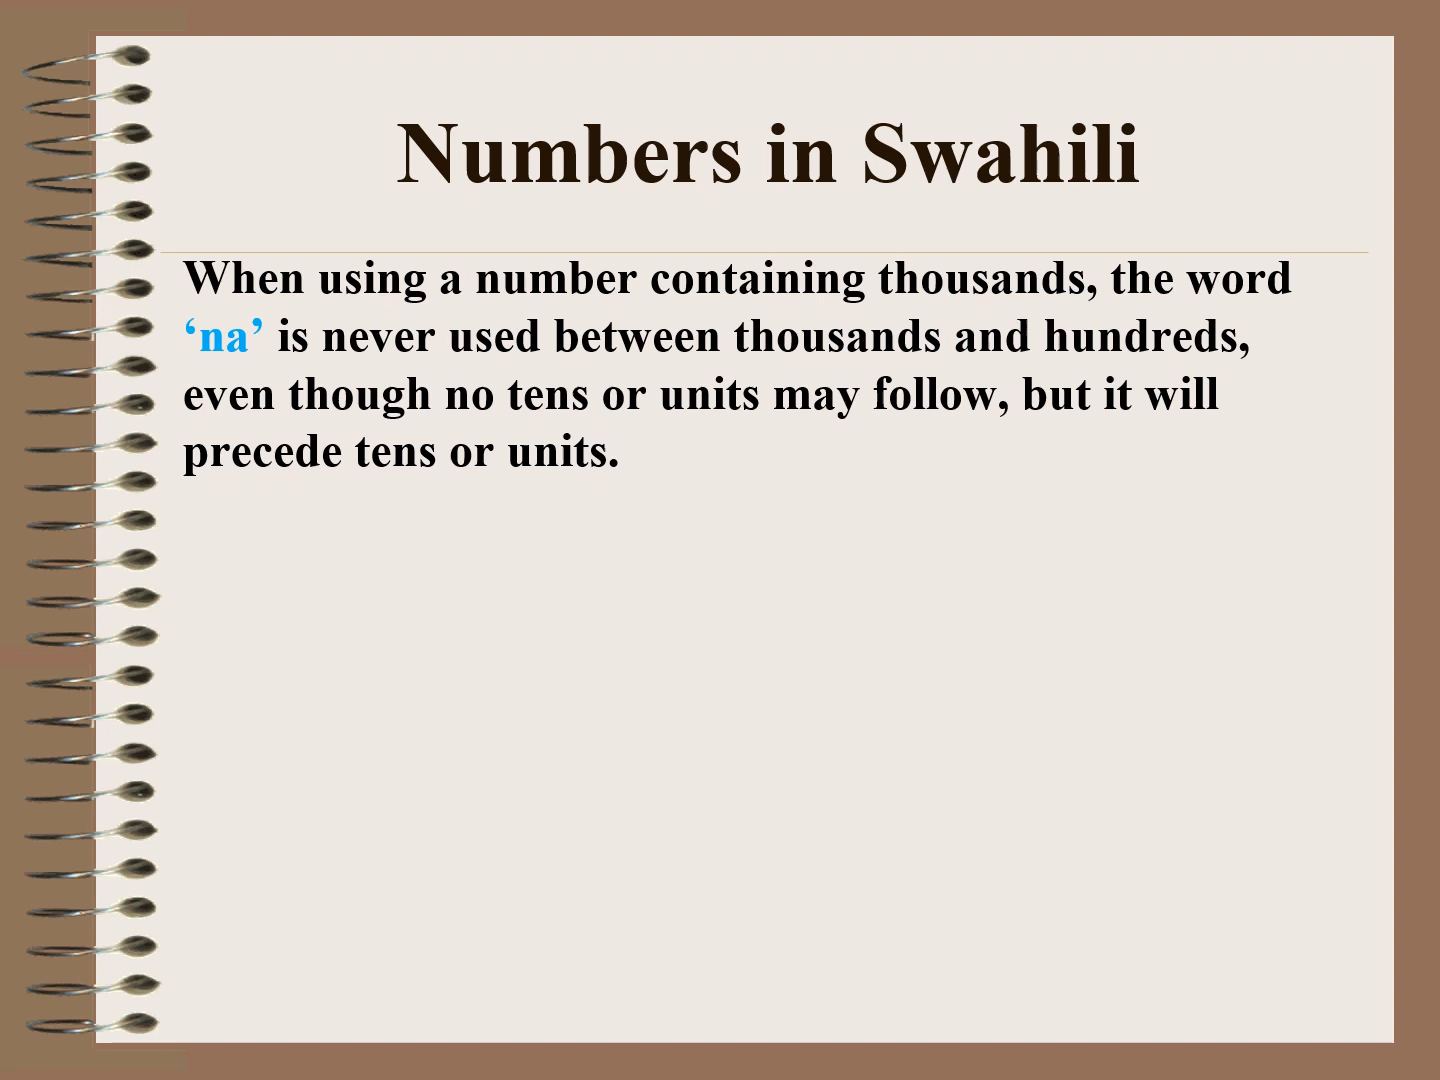 Numbers in Swahili
When using a number containing thousands, the word
‘na’ is never used between thousands and hundreds,
even though no tens or units may follow, but it will
precede tens or units.